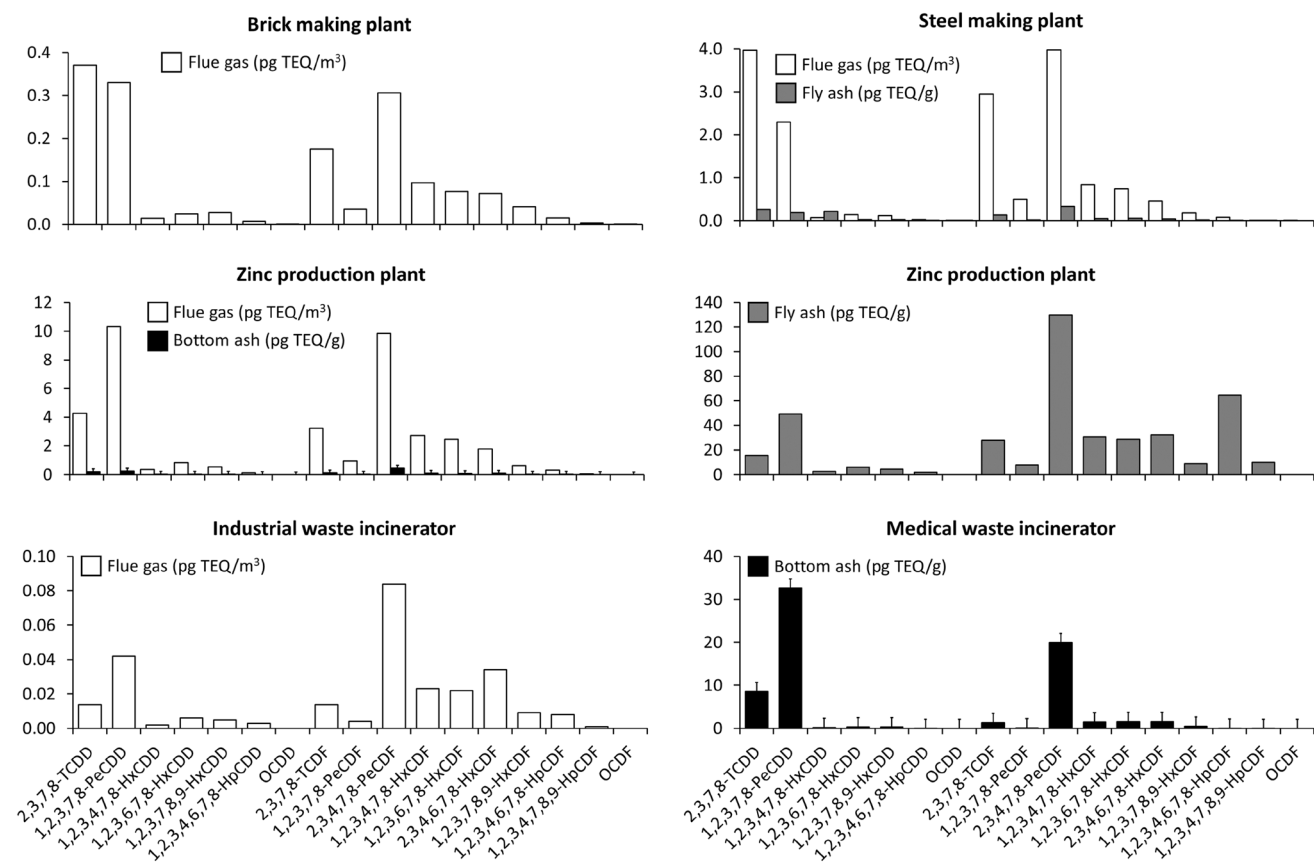 Brick making plant
0.4
0.3
0.2
0.1
0.0
Flue gas (pg TEQ/m³)
Steel making plant
4.0
3.0
2.0
1.0
0.0
Flue gas (pg TEQ/m³)
Fly ash (pg TEQ/g)
Zinc production plant
12
10
8
6
4
2
0
Flue gas (pg TEQ/m³)
Bottom ash (pg TEQ/g)
Zinc production plant
140
120
100
80
60
40
20
0
Fly ash (pg TEQ/g)
Industrial waste incinerator
0.10
0.08
0.06
0.04
0.02
0.00
Flue gas (pg TEQ/m³)
2,3,7,8-TCDD
1,2,3,7,8-PeCDD
1,2,3,4,7,8-HxCDD
1,2,3,6,7,8-HxCDD
1,2,3,7,8,9-HxCDD
1,2,3,4,6,7,8-HpCDD
OCDD
2,3,7,8-TCDF
1,2,3,7,8-PeCDF
2,3,4,7,8-PeCDF
1,2,3,4,7,8-HxCDF
1,2,3,6,7,8-HxCDF
2,3,4,6,7,8-HxCDF
1,2,3,7,8,9-HxCDF
1,2,3,4,6,7,8-HpCDF
1,2,3,4,7,8,9-HpCDF
OCDF
Medical waste incinerator
40
30
20
10
0
Bottom ash (pg TEQ/g)
2,3,7,8-TCDD
1,2,3,7,8-PeCDD
1,2,3,4,7,8-HxCDD
1,2,3,6,7,8-HxCDD
1,2,3,7,8,9-HxCDD
1,2,3,4,6,7,8-HpCDD
OCDD
2,3,7,8-TCDF
1,2,3,7,8-PeCDF
2,3,4,7,8-PeCDF
1,2,3,4,7,8-HxCDF
1,2,3,6,7,8-HxCDF
2,3,4,6,7,8-HxCDF
1,2,3,7,8,9-HxCDF
1,2,3,4,6,7,8-HpCDF
1,2,3,4,7,8,9-HpCDF
OCDF